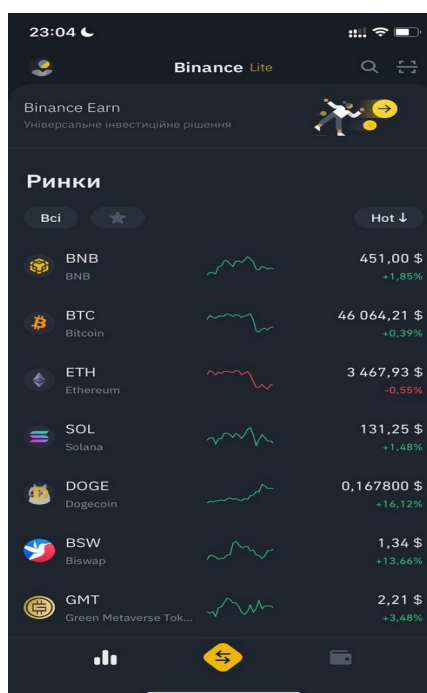 23:04
Binance Lite
Binance Earn
Універсальне інвестиційне рішення
Ринки
Всі
Hot ↓
BNB 451,00 $
BNB +1,85%
BTC 46 064,21 $
Bitcoin +0,39%
ETH 3 467,93 $
Ethereum -0,55%
SOL 131,25 $
Solana +1,48%
DOGE 0,167800 $
Dogecoin +16,12%
BSW 1,34 $
Biswap +13,66%
GMT 2,21 $
Green Metaverse Tok... +3,48%